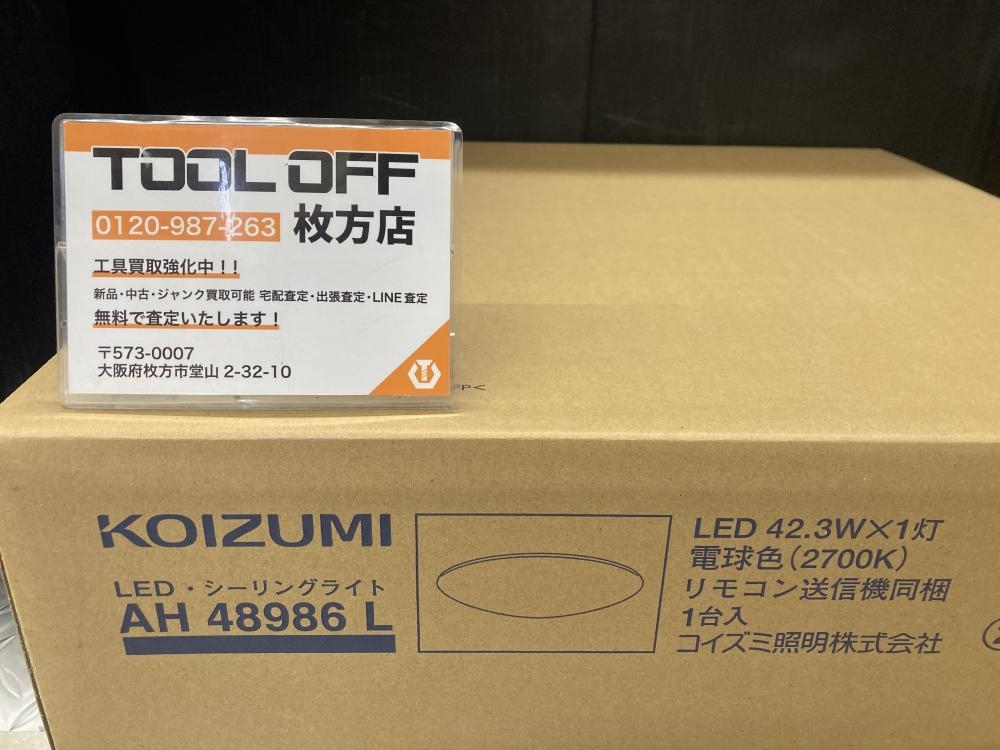 TOOL OFF
0120-987-263 枚方店
工具買取強化中!!
新品・中古・ジャンク買取可能 宅配査定・出張査定・LINE査定
無料で査定いたします!
〒573-0007
大阪府枚方市堂山 2-32-10
KOIZUMI
LED・シーリングライト
AH 48986 L
LED 42.3W×1灯
電球色(2700K)
リモコン送信機同梱
1台入
コイズミ照明株式会社